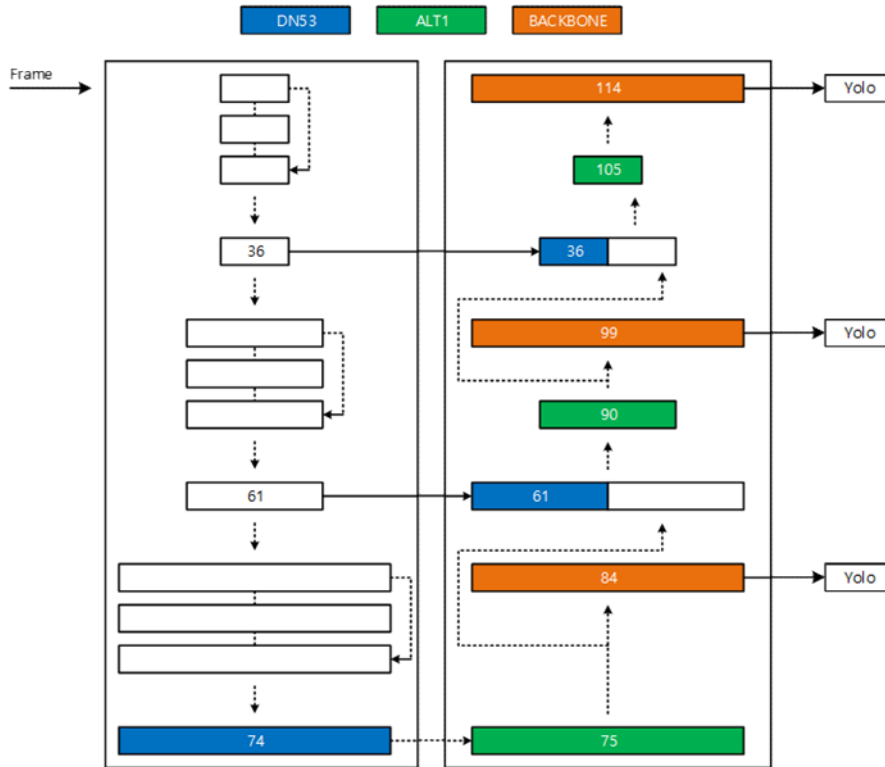 DN53 ALT1 BACKBONE
Frame
114 Yolo
105
36 36
99 Yolo
90
61 61
84 Yolo
74 75